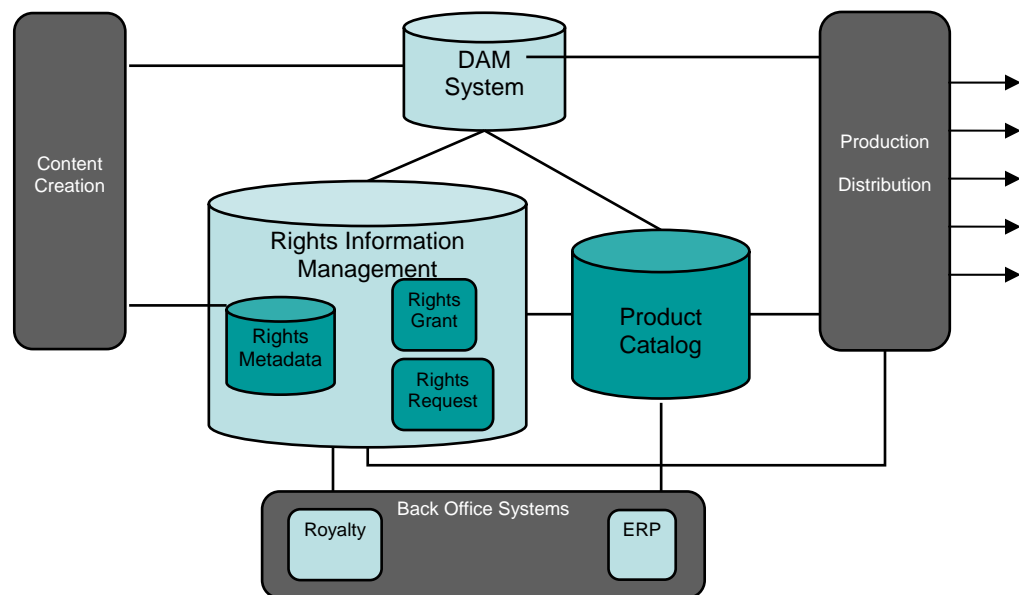 DAM
System
Content
Creation
Production
Distribution
Rights Information
Management
Rights
Metadata
Rights
Grant
Rights
Request
Product
Catalog
Back Office Systems
Royalty
ERP